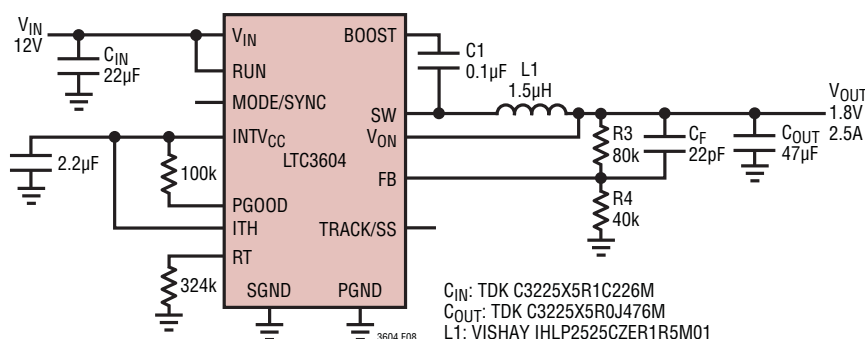 VIN
12V
CIN
22µF
VIN
RUN
MODE/SYNC
INTVCC
LTC3604
PGOOD
ITH
RT
SGND
PGND
BOOST
SW
VON
FB
TRACK/SS
2.2µF
100k
324k
C1
0.1µF
L1
1.5µH
R3
80k
CF
22pF
COUT
47µF
VOUT
1.8V
2.5A
R4
40k
3604 F08
CIN: TDK C3225X5R1C226M
COUT: TDK C3225X5R0J476M
L1: VISHAY IHLP2525CZER1R5M01